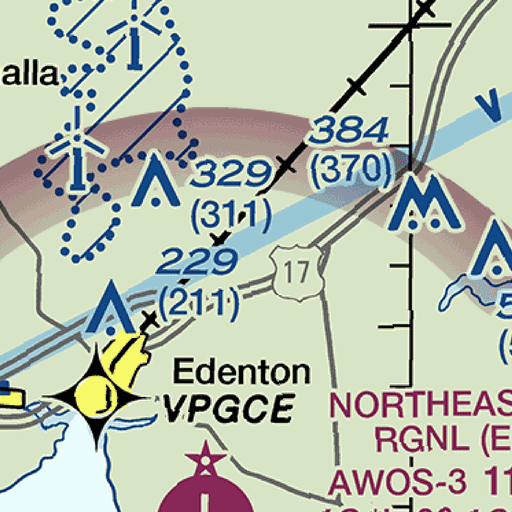 alla
384
(370)
329
(311)
229
(211)
17
Edenton
VPGCE
NORTHEAS
RGNL (E
AWOS-3 11